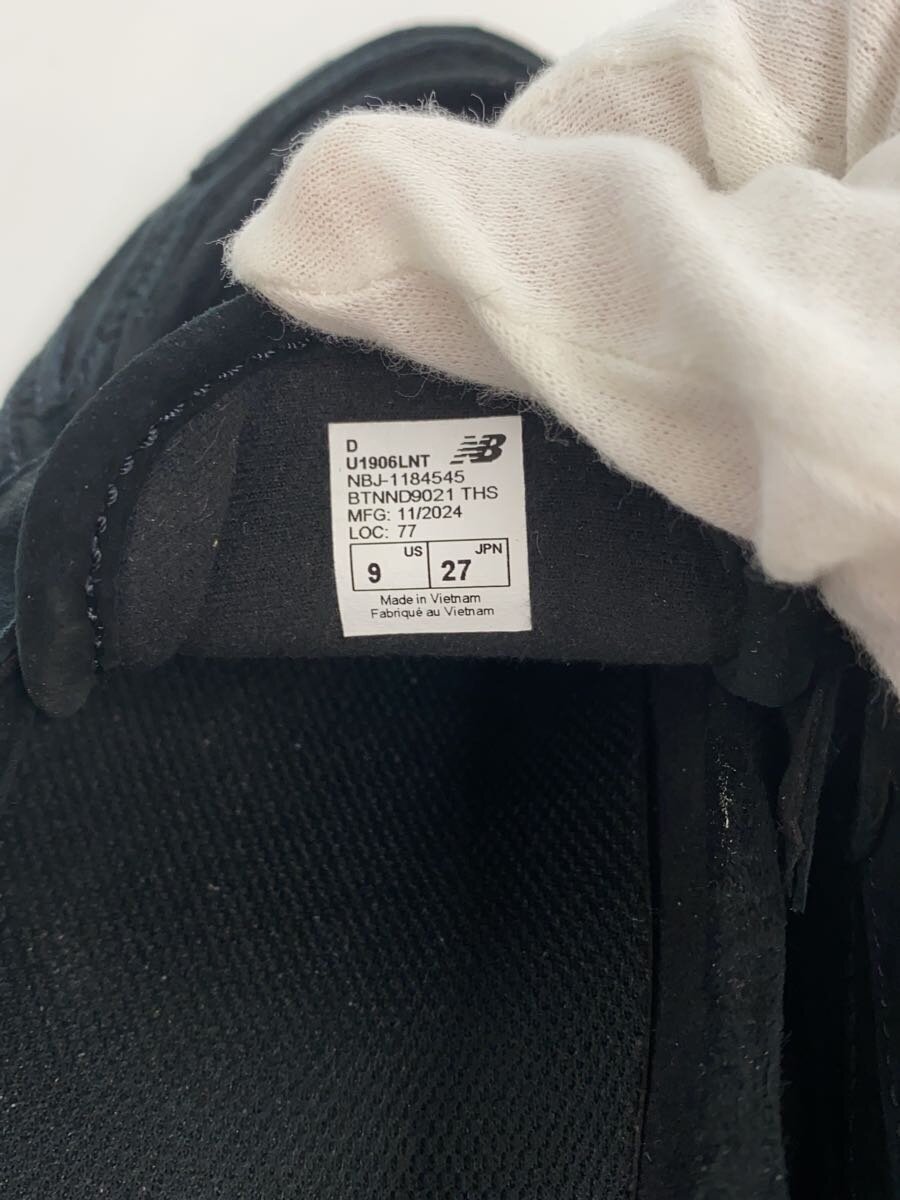 D
U1906LNT NB
NBJ-1184545
BTNND9021 THS
MFG: 11/2024
LOC: 77
9 US 27 JPN
Made in Vietnam
Fabriqué au Vietnam